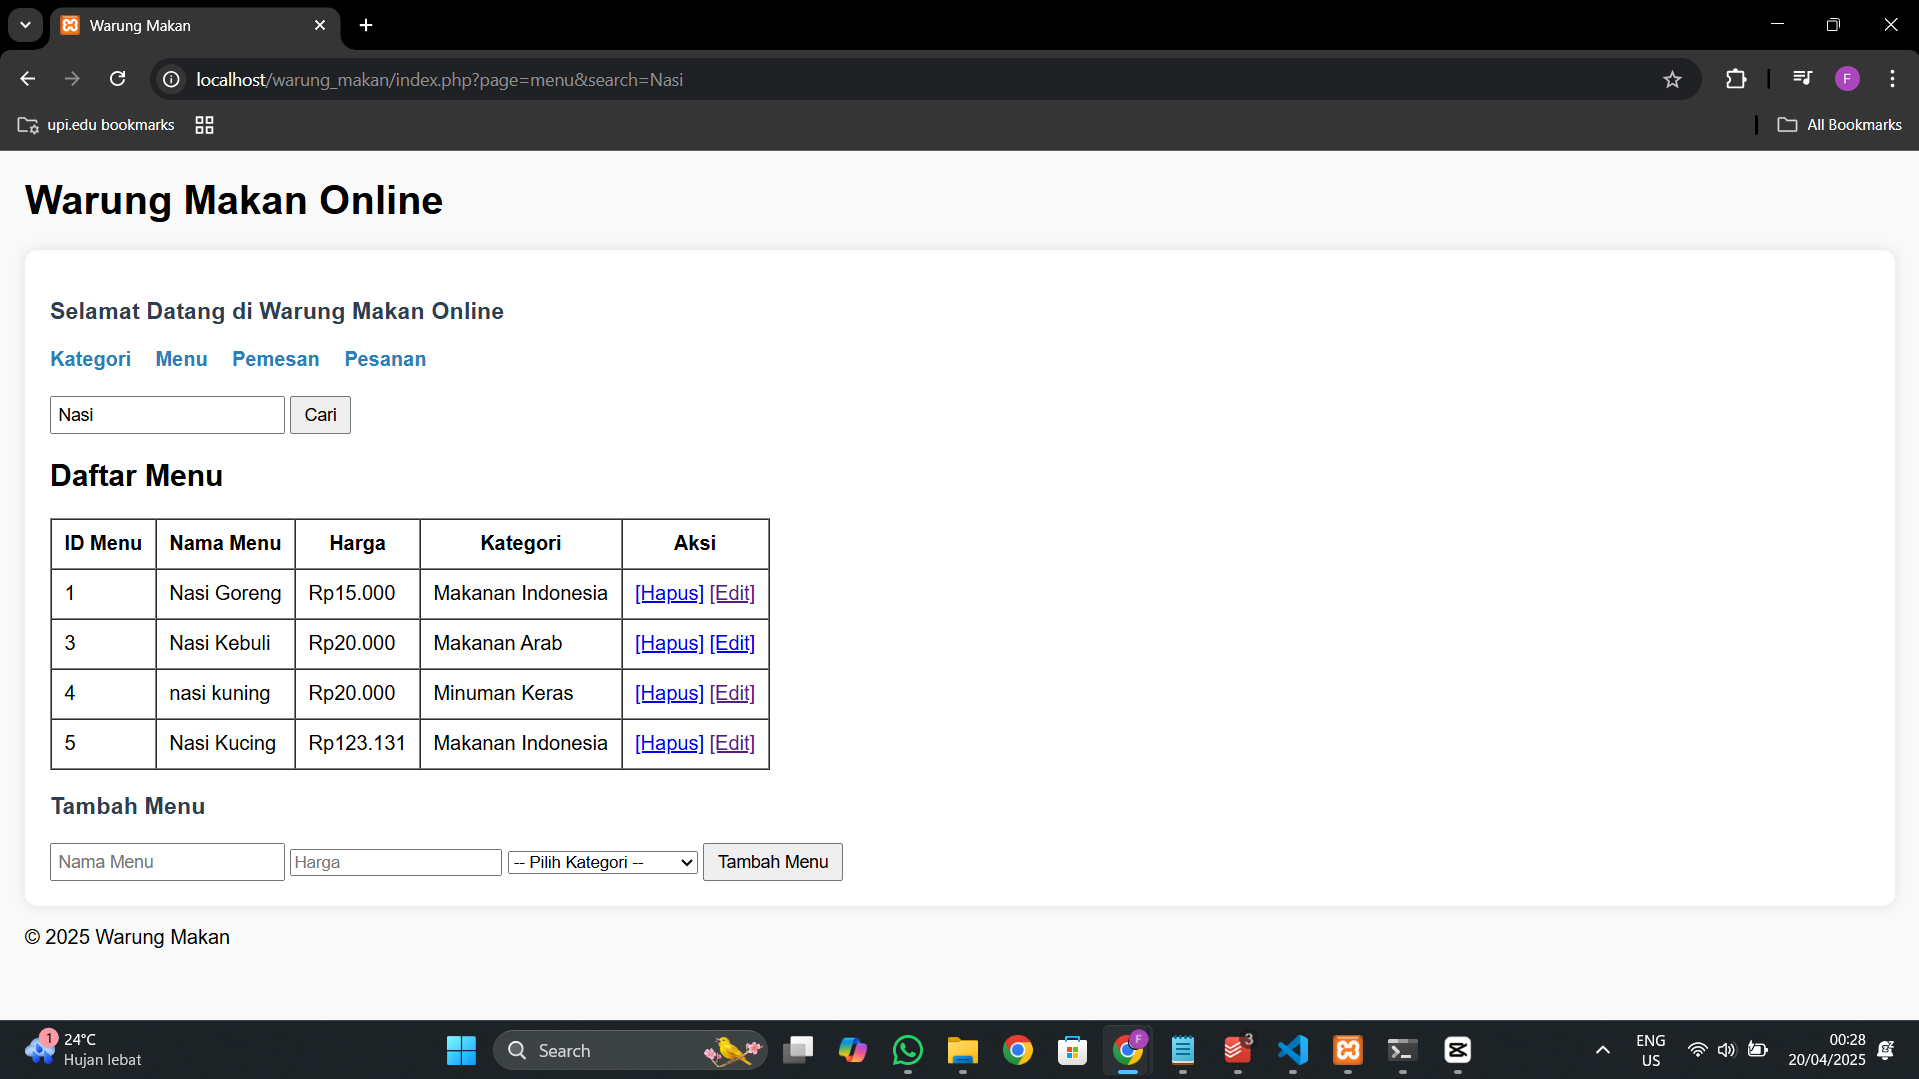 Warung Makan
localhost/warung_makan/index.php?page=menu&search=Nasi
F
upi.edu bookmarks
All Bookmarks
Warung Makan Online
Selamat Datang di Warung Makan Online
Kategori Menu Pemesan Pesanan
Nasi Cari
Daftar Menu
ID Menu Nama Menu Harga Kategori Aksi
1 Nasi Goreng Rp15.000 Makanan Indonesia [Hapus] [Edit]
3 Nasi Kebuli Rp20.000 Makanan Arab [Hapus] [Edit]
4 nasi kuning Rp20.000 Minuman Keras [Hapus] [Edit]
5 Nasi Kucing Rp123.131 Makanan Indonesia [Hapus] [Edit]
Tambah Menu
Nama Menu Harga -- Pilih Kategori -- Tambah Menu
© 2025 Warung Makan
1
24°C
Hujan lebat
Search
F
3
ENG
US
00:28
20/04/2025